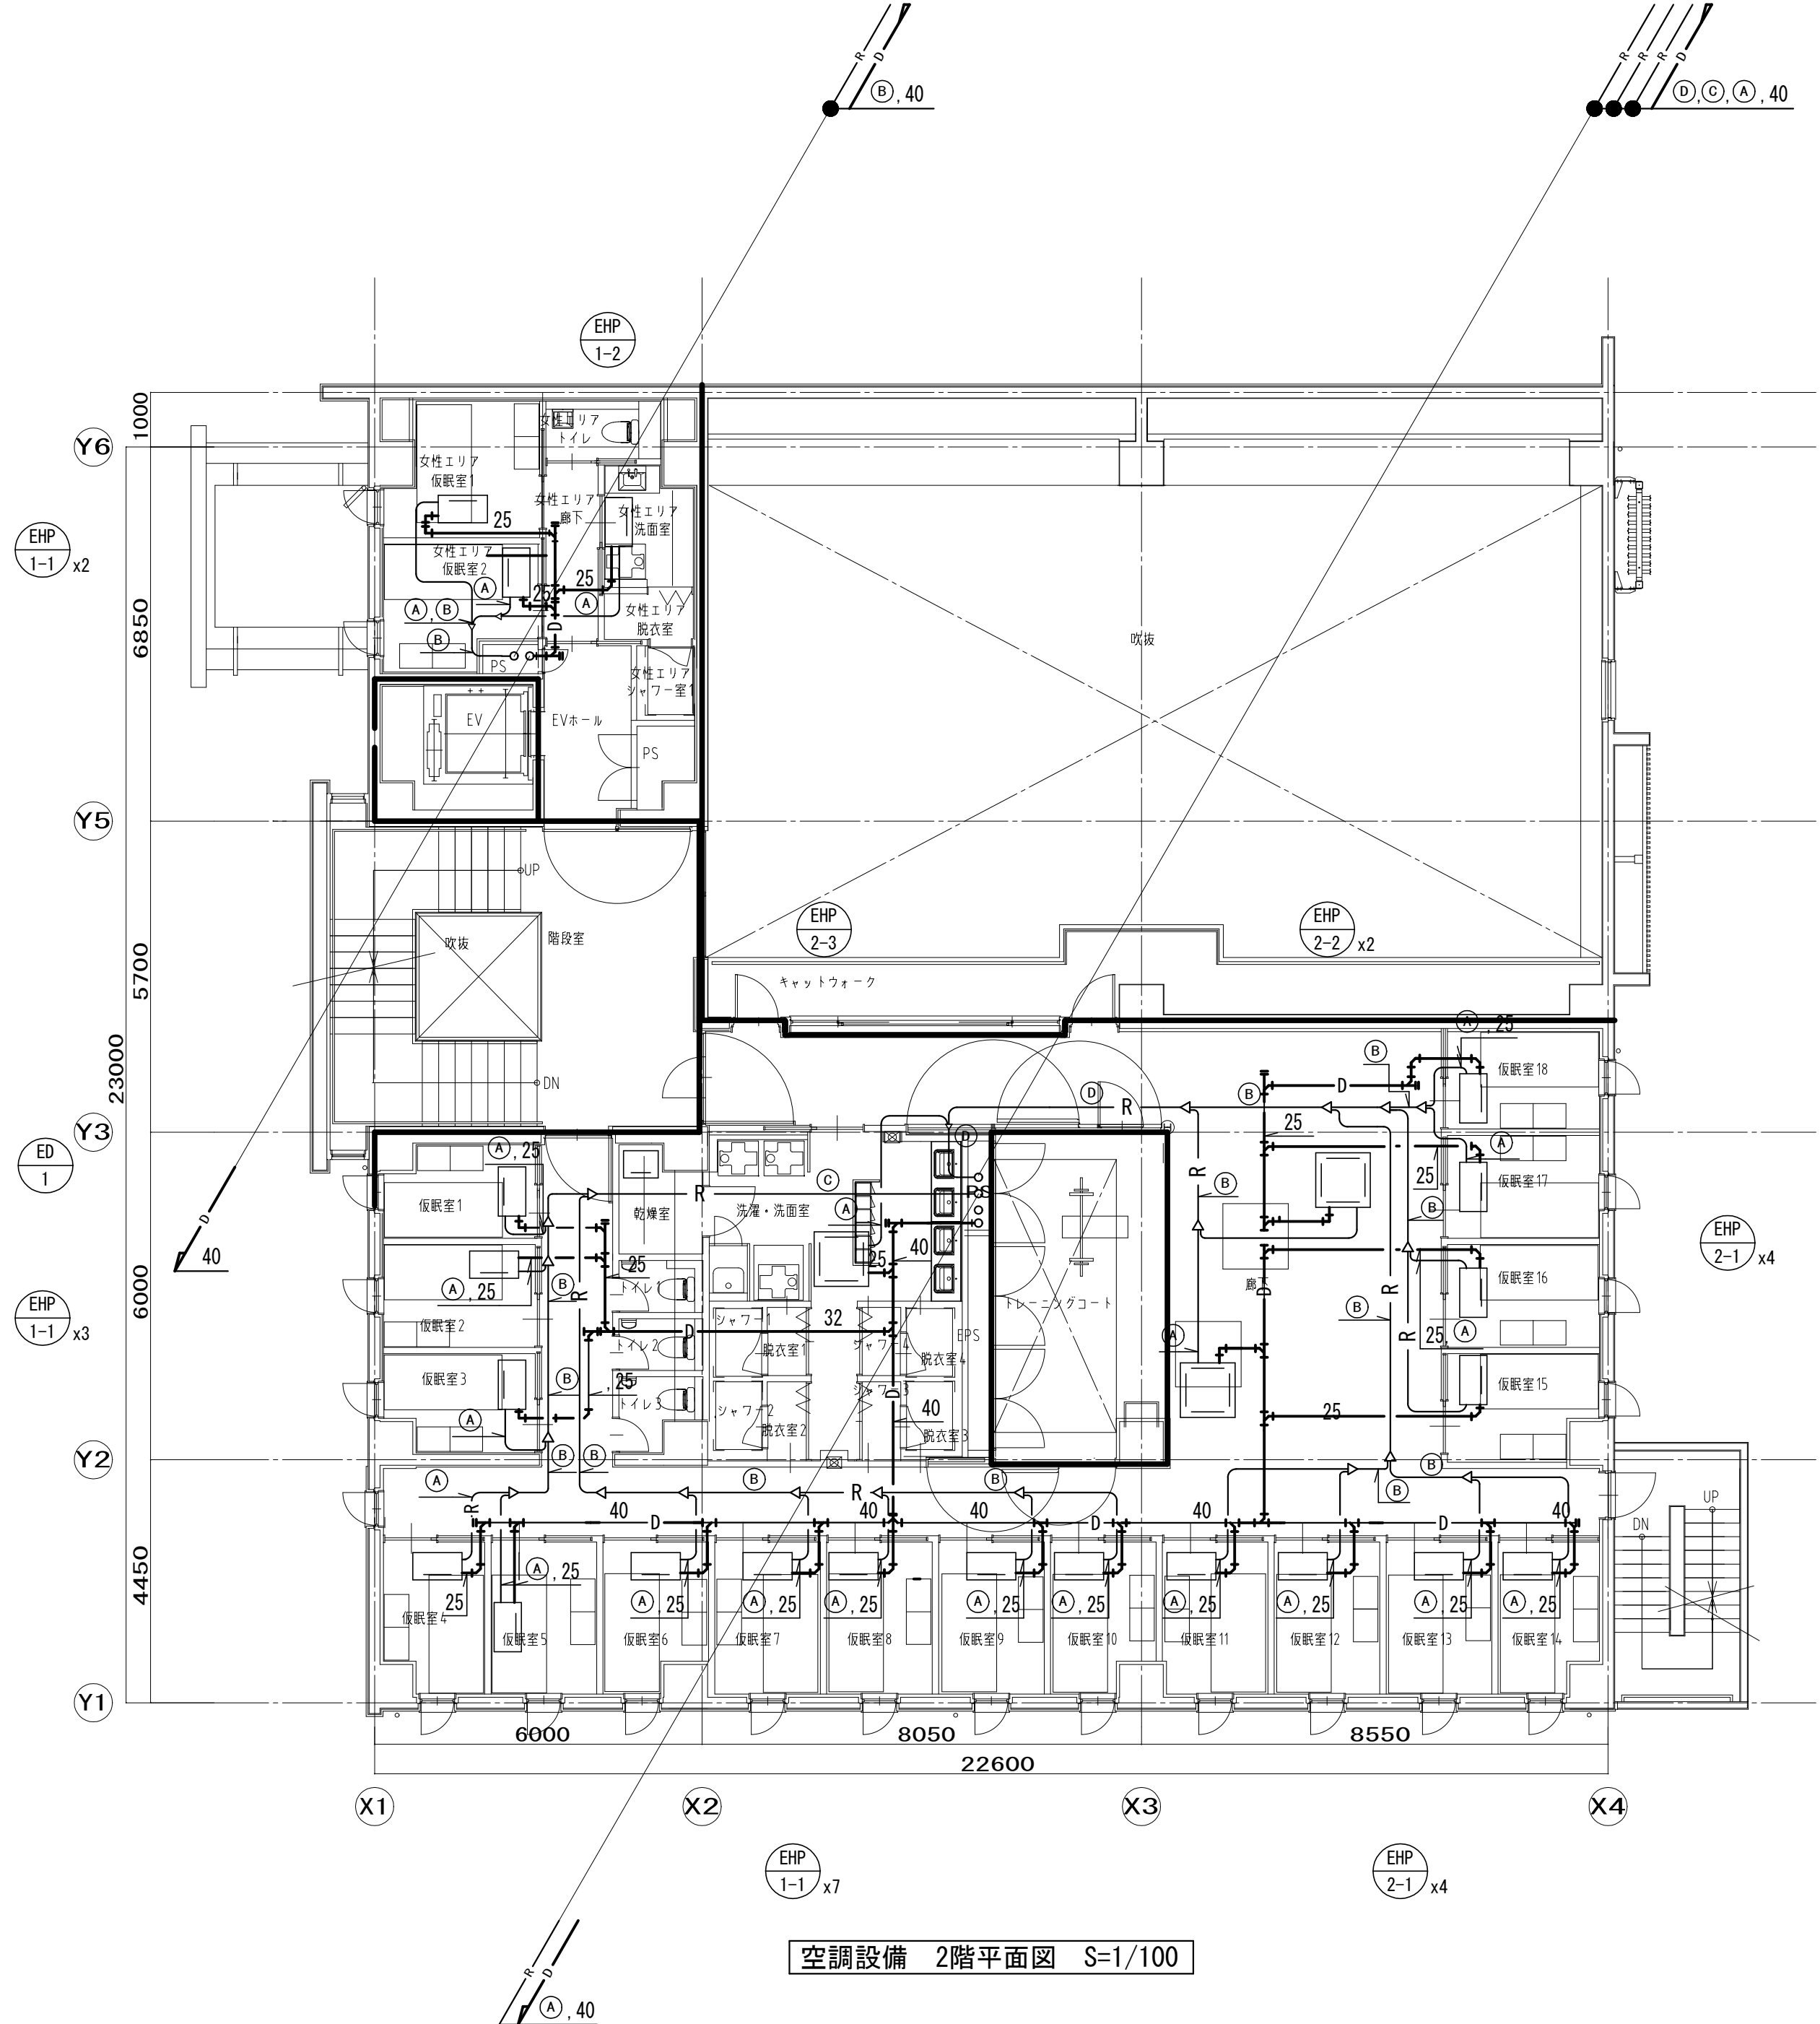 R
D
Ⓑ, 40
R
R
R
D
Ⓓ,Ⓒ,Ⓐ, 40
EHP
1-2
1000
Y6
女性エリア
トイレ
女性エリア
仮眠室1
女性エリア
廊下
女性エリア
洗面室
25
EHP
1-1
x2
女性エリア
仮眠室2
Ⓐ
25
25
Ⓐ
Ⓐ, Ⓑ
女性エリア
脱衣室
D
Ⓑ
PS
6850
吹抜
女性エリア
シャワー室1
EV
EVホール
PS
Y5
UP
吹抜
階段室
EHP
2-3
EHP
2-2
x2
5700
キャットウォーク
23000
DN
Ⓐ, 25
Ⓑ
仮眠室18
D
Ⓑ
Ⓓ
R
Y3
25
ED
1
Ⓐ, 25
Ⓓ
Ⓐ
25
仮眠室17
仮眠室1
R
Ⓒ
PS
R
Ⓑ
Ⓑ
乾燥室
洗濯・洗面室
Ⓐ
EHP
2-1
x4
D
40
40
25
Ⓐ, 25
Ⓑ
R
25
トイレ1
廊下
D
R
仮眠室16
6000
EHP
1-1
x3
仮眠室2
トレーニングコート
Ⓑ
シャワー1
32
D
トイレ2
脱衣室1
シャワー4
脱衣室4
EPS
Ⓐ
R
25,
Ⓐ
仮眠室3
Ⓑ
, 25
トイレ3
シャワー3
D
仮眠室15
シャワー2
40
25
Ⓐ
脱衣室2
脱衣室3
Y2
Ⓐ
Ⓑ
Ⓑ
Ⓑ
Ⓑ
Ⓑ
Ⓑ
R
R
UP
40
D
40
40
D
40
D
40
DN
4450
25
Ⓐ, 25
Ⓐ, 25
Ⓐ, 25
Ⓐ, 25
Ⓐ, 25
Ⓐ, 25
Ⓐ, 25
Ⓐ, 25
Ⓐ, 25
Ⓐ, 25
仮眠室4
仮眠室5
仮眠室6
仮眠室7
仮眠室8
仮眠室9
仮眠室10
仮眠室11
仮眠室12
仮眠室13
仮眠室14
Y1
6000
8050
8550
22600
X1
X2
X3
X4
EHP
1-1
x7
EHP
2-1
x4
空調設備 2階平面図 S=1/100
R
D
Ⓐ, 40